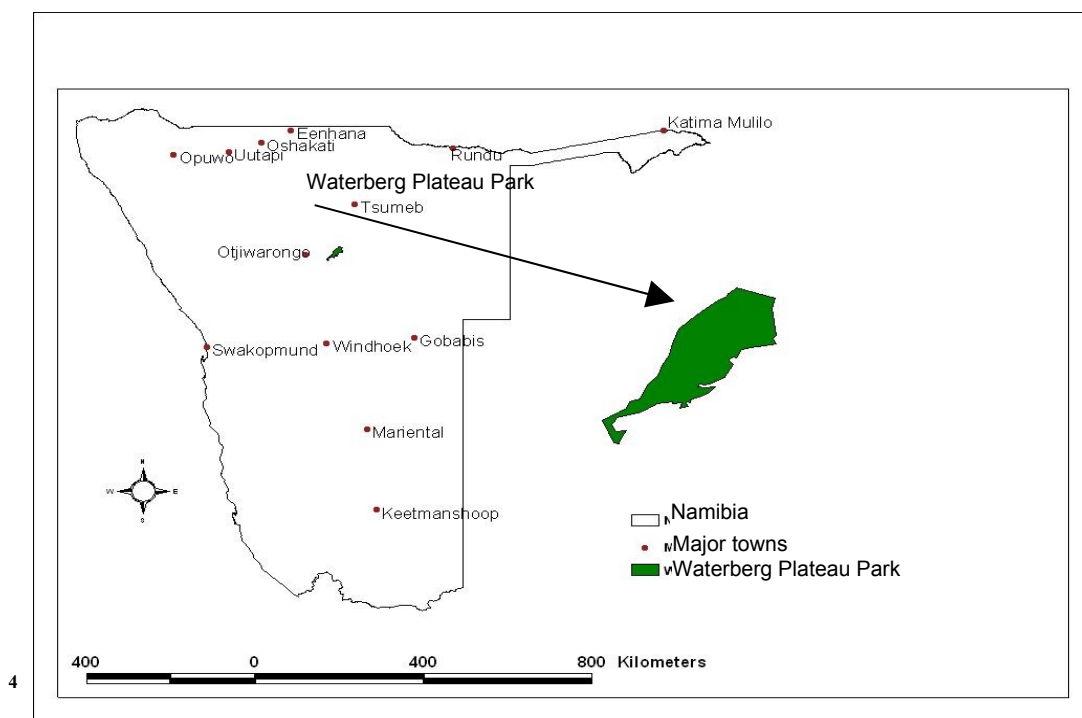 Katima Mulilo
Eenhana
Oshakati
Uutapi
Opuwo
Rundu
Waterberg Plateau Park
Tsumeb
Otjiwarongo
Swakopmund
Windhoek
Gobabis
Mariental
N
W E
S
Keetmanshoop
Namibia
Major towns
Waterberg Plateau Park
400 0 400 800 Kilometers
4